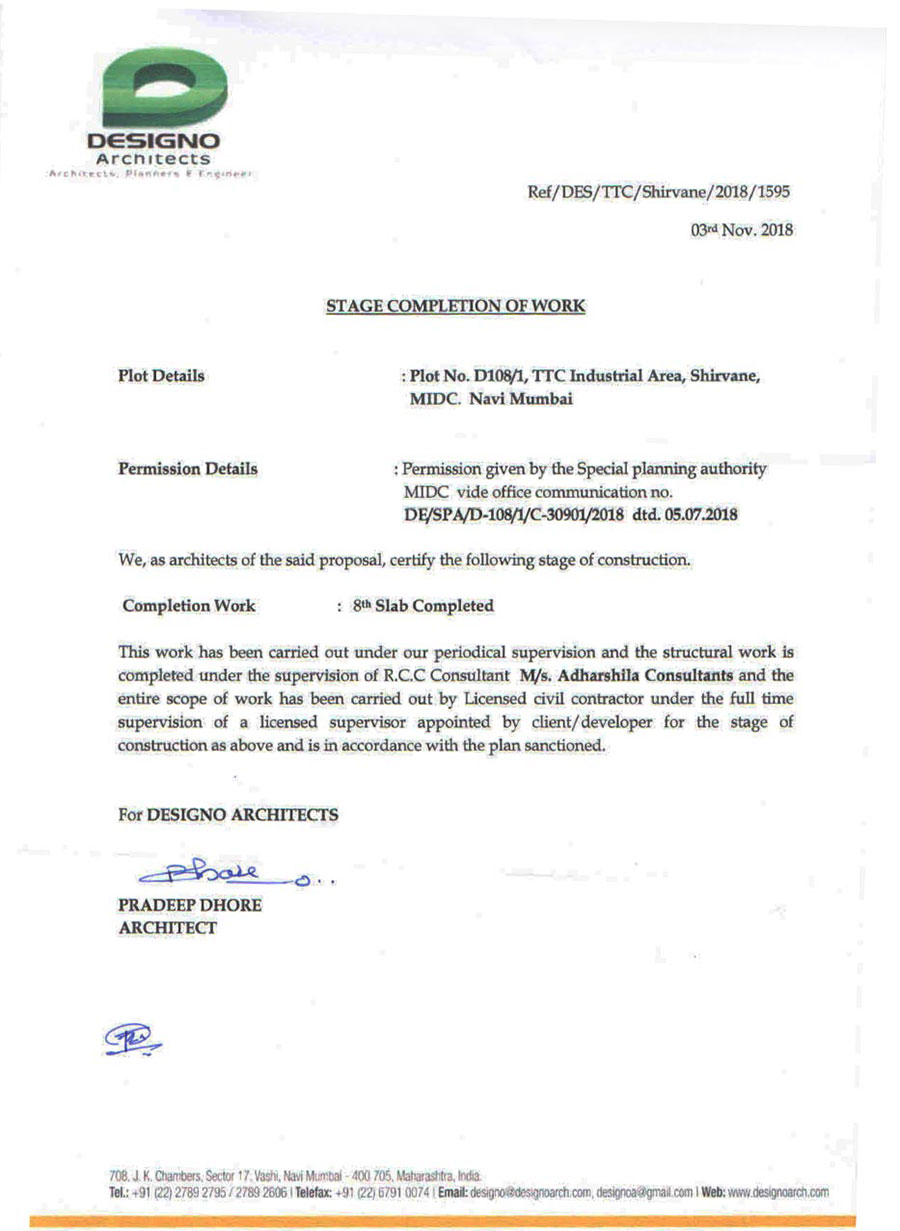 DESIGNO
Architects
Architects, Planners & Engineer
Ref/DES/TTC/Shirvane/2018/1595
03rd Nov. 2018
STAGE COMPLETION OF WORK
Plot Details : Plot No. D108/1, TTC Industrial Area, Shirvane,
MIDC. Navi Mumbai
Permission Details : Permission given by the Special planning authority
MIDC vide office communication no.
DE/SPA/D-108/1/C-30901/2018 dtd. 05.07.2018
We, as architects of the said proposal, certify the following stage of construction.
Completion Work : 8th Slab Completed
This work has been carried out under our periodical supervision and the structural work is
completed under the supervision of R.C.C Consultant M/s. Adharshila Consultants and the
entire scope of work has been carried out by Licensed civil contractor under the full time
supervision of a licensed supervisor appointed by client/developer for the stage of
construction as above and is in accordance with the plan sanctioned.
For DESIGNO ARCHITECTS
PRADEEP DHORE
ARCHITECT
708, J. K. Chambers, Sector 17, Vashi, Navi Mumbai - 400 705, Maharashtra, India.
Tel.: +91 (22) 2789 2795 / 2789 2606 | Telefax: +91 (22) 6791 0074 | Email: designo@designoarch.com, designoa@gmail.com | Web: www.designoarch.com